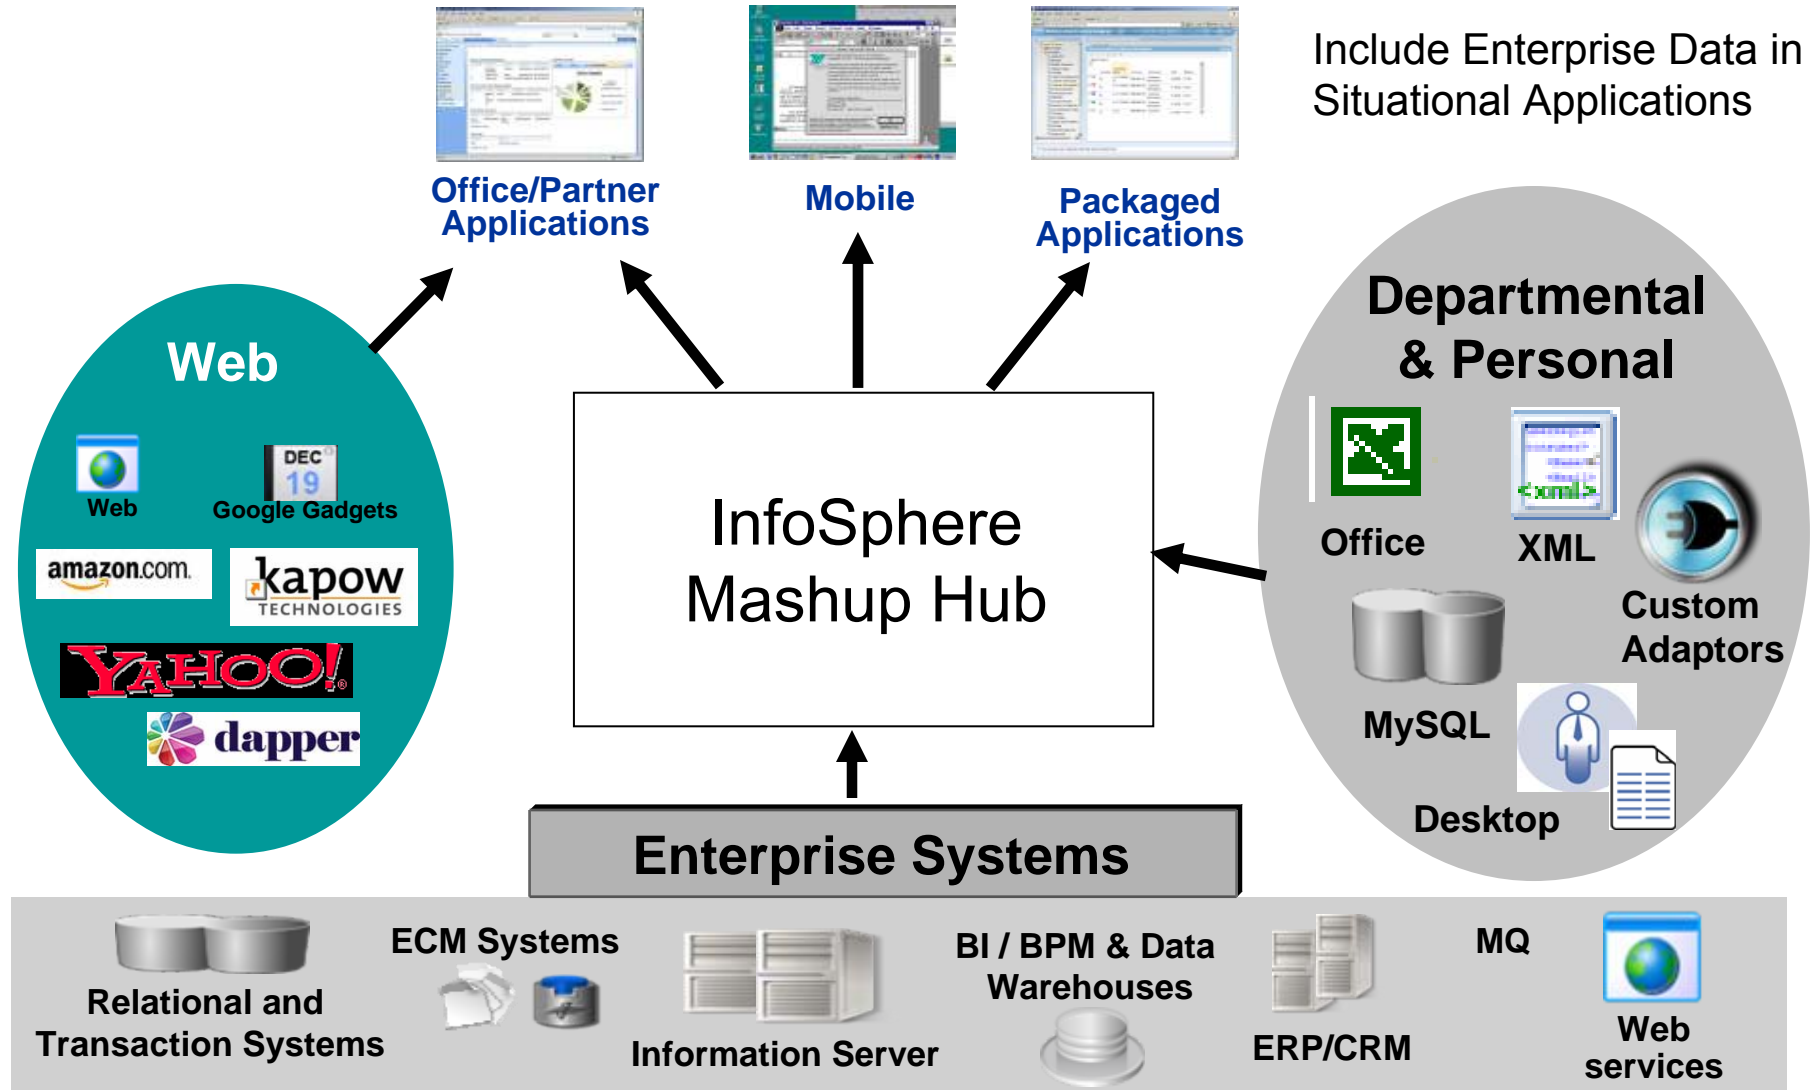 Include Enterprise Data in
Situational Applications
Office/Partner
Applications
Mobile
Packaged
Applications
Web
Web
DEC
19
Google Gadgets
amazon.com.
kapow
TECHNOLOGIES
YAHOO!®
dapper
InfoSphere
Mashup Hub
Departmental
& Personal
Office
<xml>
XML
Custom
Adaptors
MySQL
Desktop
Enterprise Systems
Relational and
Transaction Systems
ECM Systems
Information Server
BI / BPM & Data
Warehouses
ERP/CRM
MQ
Web
services